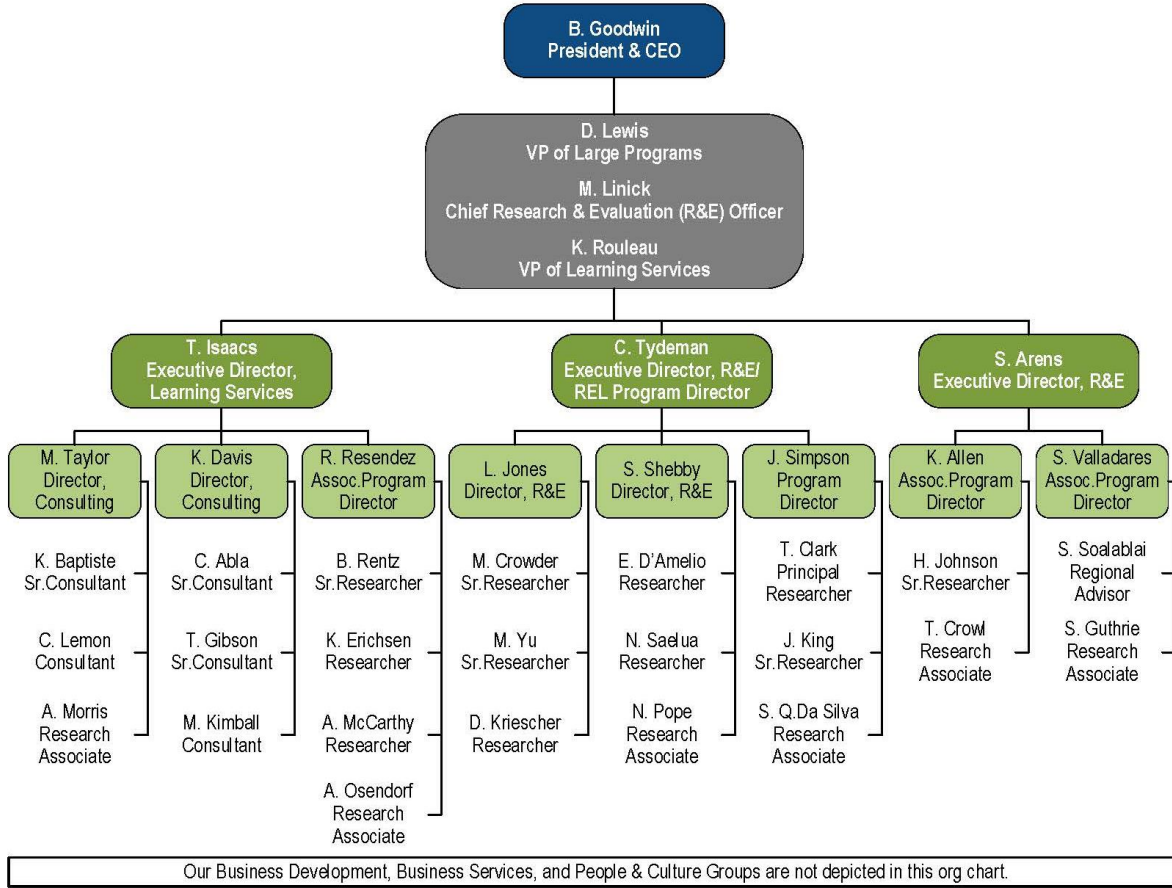 B. Goodwin
President & CEO
D. Lewis
VP of Large Programs
M. Linick
Chief Research & Evaluation (R&E) Officer
K. Rouleau
VP of Learning Services
T. Isaacs
Executive Director,
Learning Services
C. Tydeman
Executive Director, R&E/
REL Program Director
S. Arens
Executive Director, R&E
M. Taylor
Director,
Consulting
K. Baptiste
Sr.Consultant
C. Lemon
Consultant
A. Morris
Research
Associate
K. Davis
Director,
Consulting
C. Abla
Sr.Consultant
T. Gibson
Sr.Consultant
M. Kimball
Consultant
R. Resendez
Assoc.Program
Director
B. Rentz
Sr.Researcher
K. Erichsen
Researcher
A. McCarthy
Researcher
A. Osendorf
Research
Associate
L. Jones
Director, R&E
M. Crowder
Sr.Researcher
M. Yu
Sr.Researcher
D. Kriescher
Researcher
S. Shebby
Director, R&E
E. D'Amelio
Researcher
N. Saelua
Researcher
N. Pope
Research
Associate
J. Simpson
Program
Director
T. Clark
Principal
Researcher
J. King
Sr.Researcher
S. Q.Da Silva
Research
Associate
K. Allen
Assoc.Program
Director
H. Johnson
Sr.Researcher
T. Crowl
Research
Associate
S. Valladares
Assoc.Program
Director
S. Soalablai
Regional
Advisor
S. Guthrie
Research
Associate
Our Business Development, Business Services, and People & Culture Groups are not depicted in this org chart.